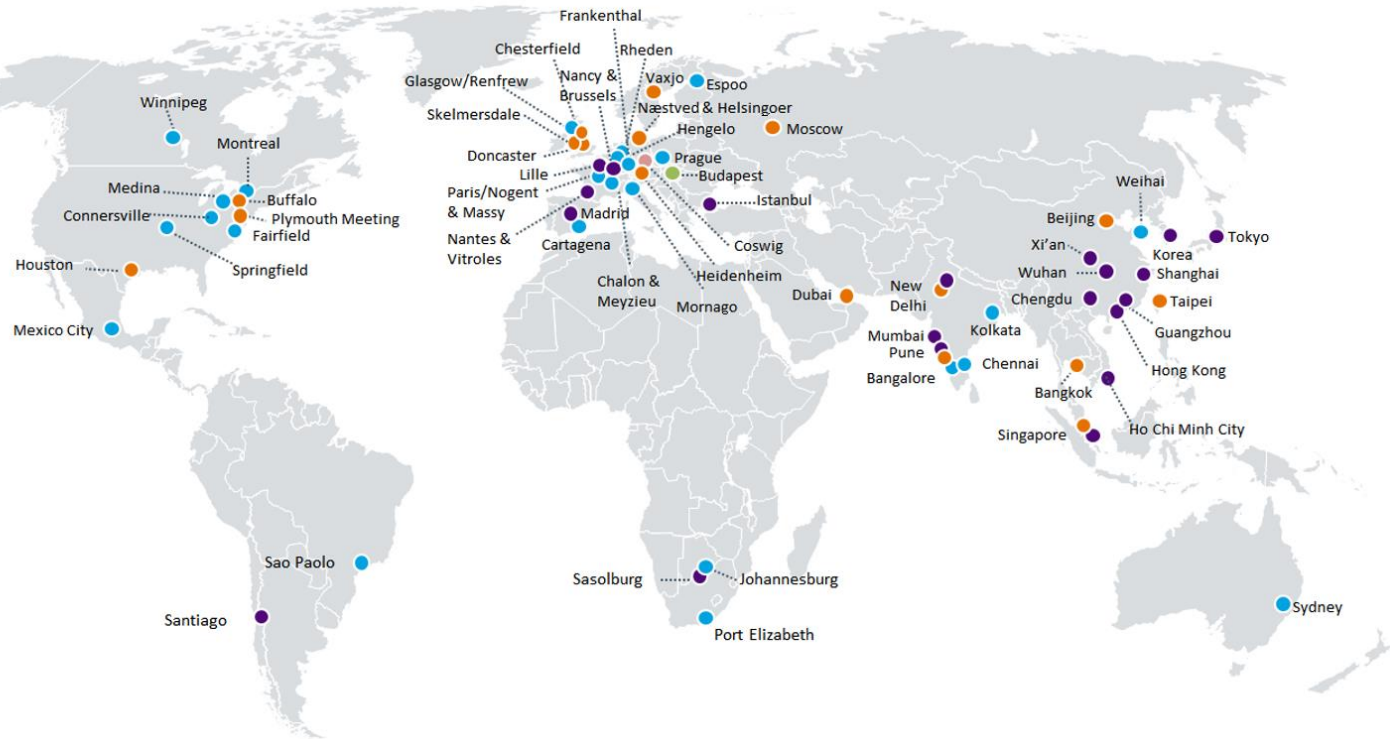 Frankenthal
Chesterfield
Rheden
Glasgow/Renfrew
Nancy &
Brussels
Vaxjo
Espoo
Winnipeg
Skelmersdale
Næstved & Helsingoer
Hengelo
Moscow
Montreal
Doncaster
Prague
Lille
Budapest
Medina
Buffalo
Paris/Nogent
& Massy
Istanbul
Weihai
Connersville
Plymouth Meeting
Fairfield
Madrid
Beijing
Nantes &
Vitroles
Cartagena
Coswig
Xi’an
Korea
Tokyo
Houston
Springfield
Chalon &
Meyzieu
Heidenheim
Mornago
Dubai
New
Delhi
Wuhan
Shanghai
Chengdu
Taipei
Mexico City
Kolkata
Guangzhou
Mumbai
Pune
Chennai
Bangalore
Hong Kong
Bangkok
Singapore
Ho Chi Minh City
Sao Paolo
Sasolburg
Johannesburg
Santiago
Port Elizabeth
Sydney